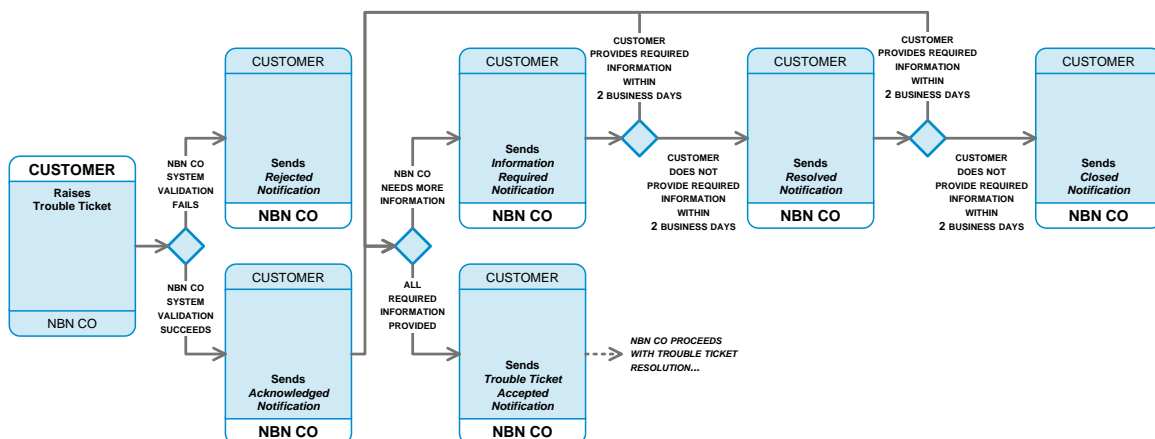 CUSTOMER
Raises
Trouble Ticket
NBN CO
NBN CO
SYSTEM
VALIDATION
FAILS
NBN CO
SYSTEM
VALIDATION
SUCCEEDS
CUSTOMER
Sends
Rejected
Notification
NBN CO
CUSTOMER
Sends
Acknowledged
Notification
NBN CO
NBN CO
NEEDS MORE
INFORMATION
ALL
REQUIRED
INFORMATION
PROVIDED
CUSTOMER
Sends
Information
Required
Notification
NBN CO
CUSTOMER
Sends
Trouble Ticket
Accepted
Notification
NBN CO
NBN CO PROCEEDS
WITH TROUBLE TICKET
RESOLUTION...
CUSTOMER
PROVIDES REQUIRED
INFORMATION
WITHIN
2 BUSINESS DAYS
CUSTOMER
DOES NOT
PROVIDE REQUIRED
INFORMATION
WITHIN
2 BUSINESS DAYS
CUSTOMER
Sends
Resolved
Notification
NBN CO
CUSTOMER
PROVIDES REQUIRED
INFORMATION
WITHIN
2 BUSINESS DAYS
CUSTOMER
DOES NOT
PROVIDE REQUIRED
INFORMATION
WITHIN
2 BUSINESS DAYS
CUSTOMER
Sends
Closed
Notification
NBN CO